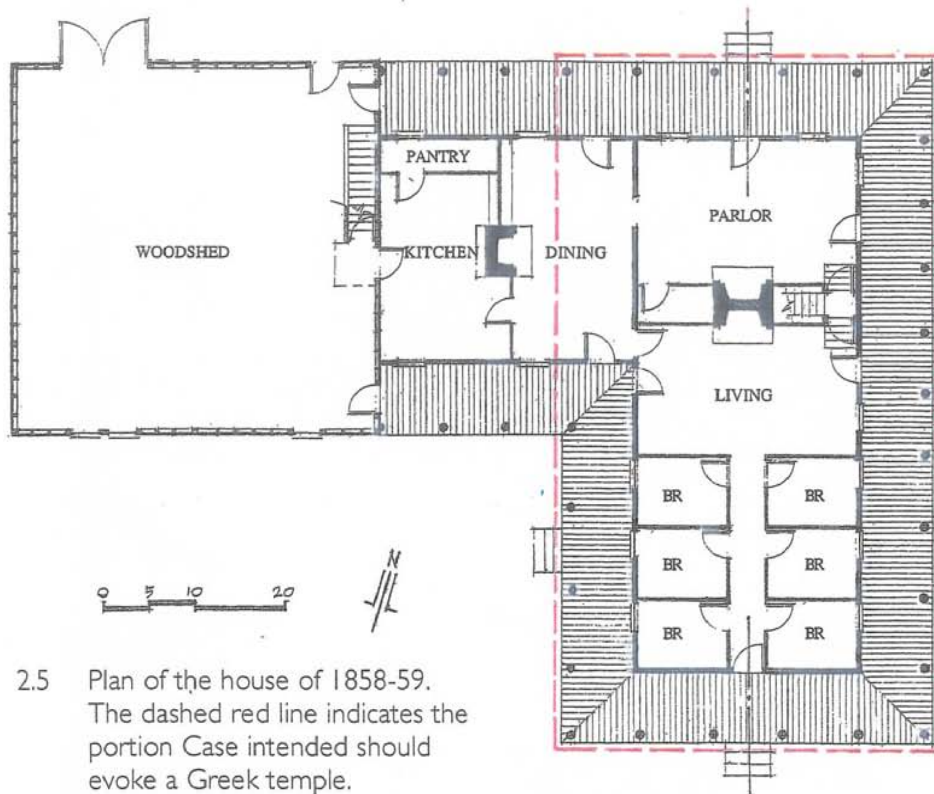 PANTRY
WOODSHED
KITCHEN
DINING
PARLOR
LIVING
BR
BR
BR
BR
BR
BR
N
0 5 10 20
2.5 Plan of the house of 1858-59.
The dashed red line indicates the
portion Case intended should
evoke a Greek temple.